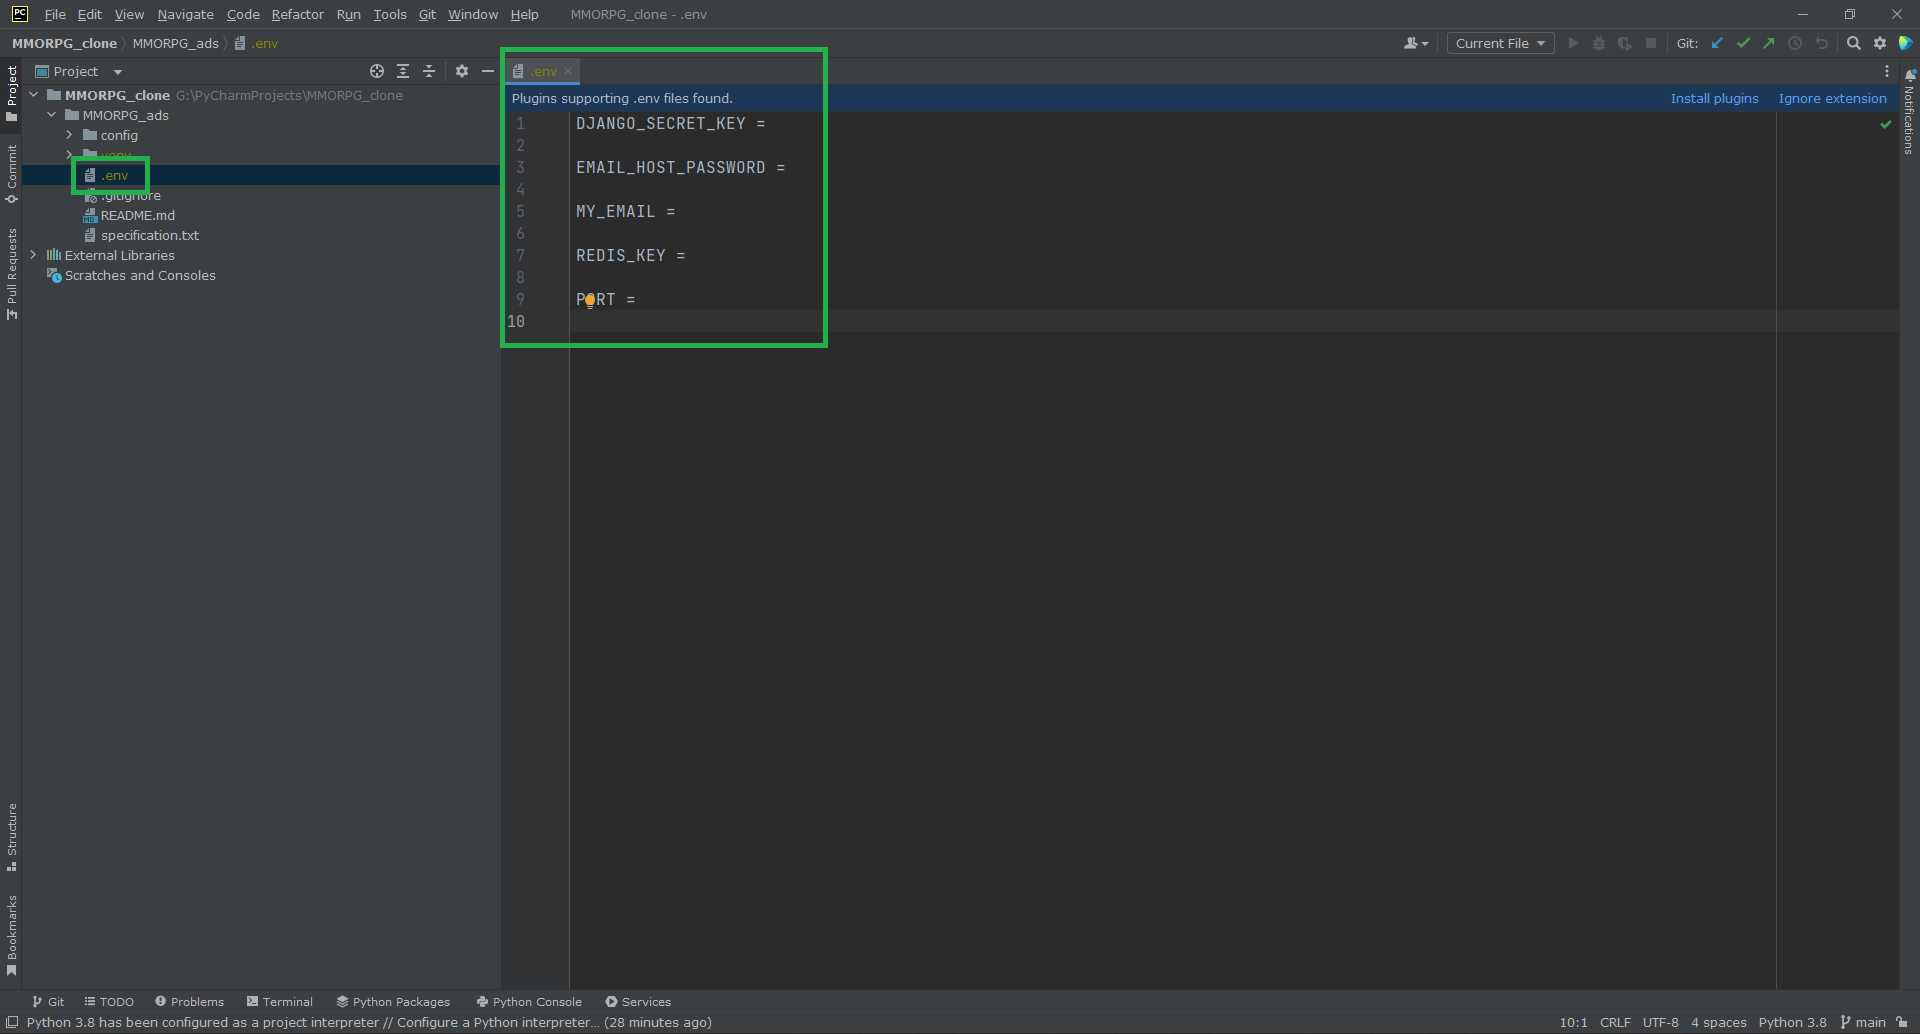 PC File Edit View Navigate Code Refactor Run Tools Git Window Help MMORPG_clone - .env
MMORPG_clone MMORPG_ads .env Current File Git:
Project
MMORPG_clone G:\PyCharmProjects\MMORPG_clone
MMORPG_ads
config
venv
.env
.gitignore
MD README.md
specification.txt
External Libraries
Scratches and Consoles
.env
Plugins supporting .env files found. Install plugins Ignore extension
1 DJANGO_SECRET_KEY =
2
3 EMAIL_HOST_PASSWORD =
4
5 MY_EMAIL =
6
7 REDIS_KEY =
8
9 PORT =
10
Project
Commit
Pull Requests
Structure
Bookmarks
Notifications
Git TODO Problems Terminal Python Packages Python Console Services
Python 3.8 has been configured as a project interpreter // Configure a Python interpreter... (28 minutes ago) 10:1 CRLF UTF-8 4 spaces Python 3.8 main